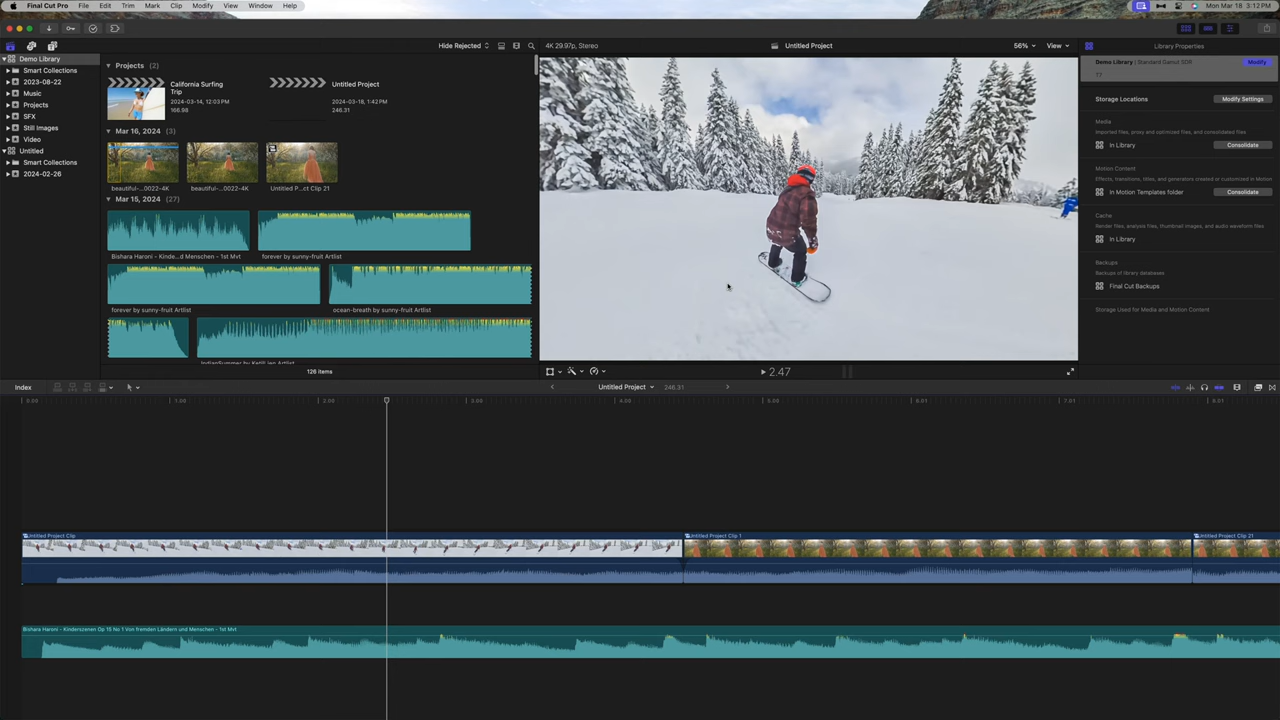 Final Cut Pro File Edit Trim Mark Clip Modify View Window Help
Mon Mar 18 3:12 PM
Hide Rejected
4K 29.97p, Stereo
Untitled Project
56%
View
Library Properties
Demo Library
Smart Collections
2023-08-22
Music
Projects
SFX
Still Images
Video
Untitled
Smart Collections
2024-02-26
Projects (2)
California Surfing
Trip
2024-03-14, 12:03 PM
166.98
Untitled Project
2024-03-18, 1:42 PM
246.31
Mar 16, 2024 (3)
beautiful-...0022-4K
beautiful-...0022-4K
Untitled P...ct Clip 21
Mar 15, 2024 (27)
Bishara Haroni - Kinde...d Menschen - 1st Mvt
forever by sunny-fruit Artlist
forever by sunny-fruit Artlist
ocean-breath by sunny-fruit Artlist
126 items
Demo Library | Standard Gamut SDR
Modify
Storage Locations
Modify Settings
Media
Imported files, proxy and optimized files, and consolidated files.
In Library
Consolidate
Motion Content
Effects, transitions, titles, and generators created or customized in Motion
In Motion Templates folder
Consolidate
Cache
Render files, analysis files, thumbnail images, and audio waveform files
In Library
Backups
Backups of library databases
Final Cut Backups
Storage Used for Media and Motion Content
2.47
Index
Untitled Project
246.31
0.00
1.00
2.00
3.00
4.00
5.00
6.01
7.01
8.01
Untitled Project Clip
Untitled Project Clip 1
Untitled Project Clip 21
Bishara Haroni - Kinderszenen Op 15 No 1 Von fremden Ländern und Menschen - 1st Mvt